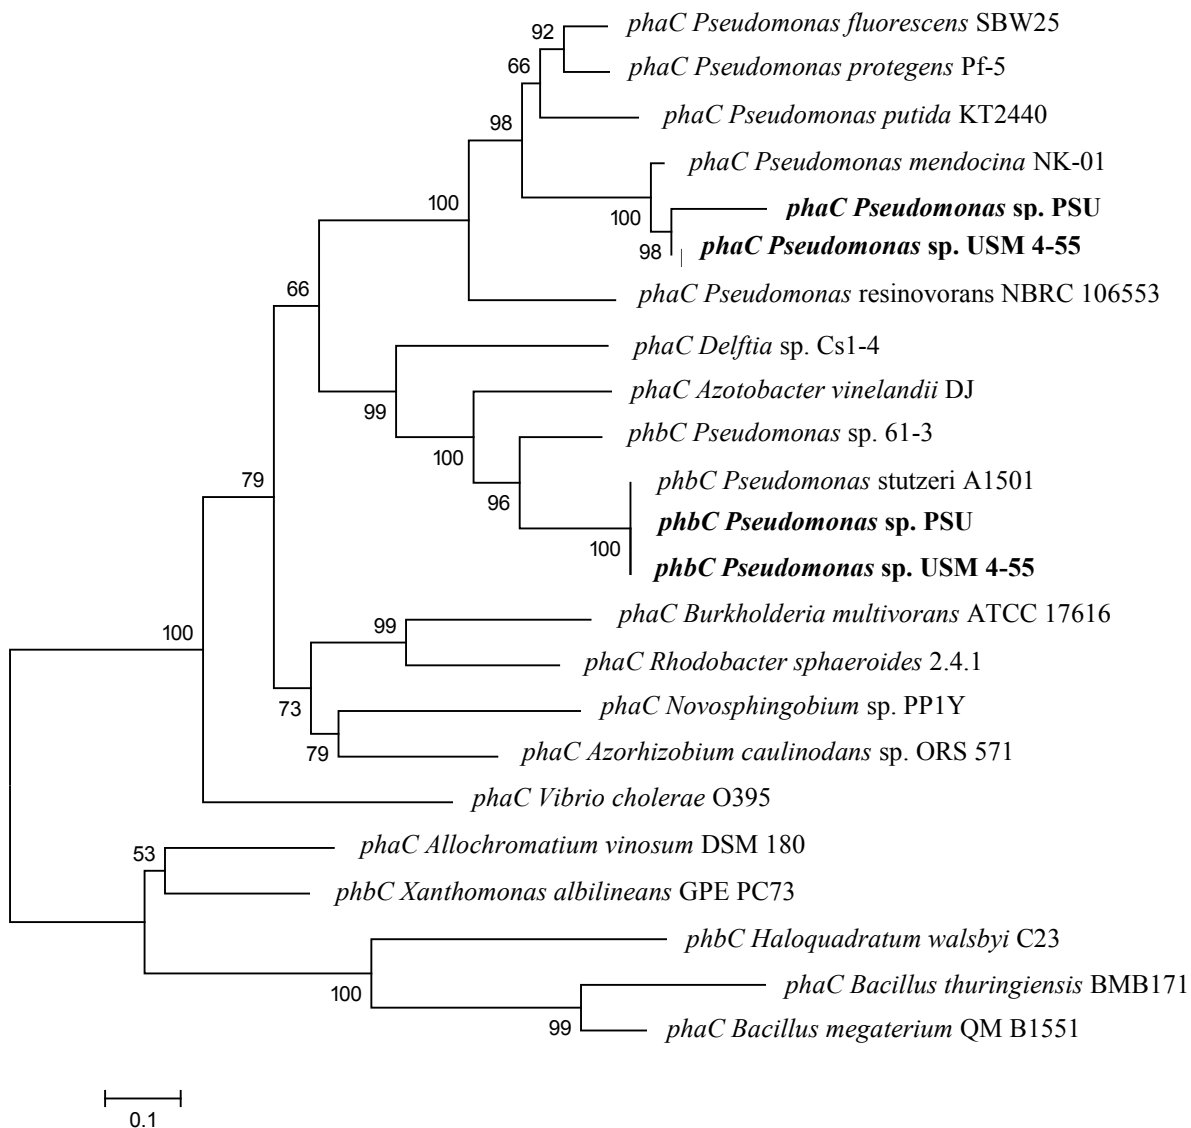 92
phaC Pseudomonas fluorescens SBW25
66
phaC Pseudomonas protegens Pf-5
98
phaC Pseudomonas putida KT2440
phaC Pseudomonas mendocina NK-01
100
100
phaC Pseudomonas sp. PSU
98
phaC Pseudomonas sp. USM 4-55
66
phaC Pseudomonas resinovorans NBRC 106553
phaC Delftia sp. Cs1-4
99
phaC Azotobacter vinelandii DJ
100
phbC Pseudomonas sp. 61-3
79
96
phbC Pseudomonas stutzeri A1501
phbC Pseudomonas sp. PSU
100
phbC Pseudomonas sp. USM 4-55
100
99
phaC Burkholderia multivorans ATCC 17616
phaC Rhodobacter sphaeroides 2.4.1
73
phaC Novosphingobium sp. PP1Y
79
phaC Azorhizobium caulinodans sp. ORS 571
phaC Vibrio cholerae O395
53
phaC Allochromatium vinosum DSM 180
phbC Xanthomonas albilineans GPE PC73
phbC Haloquadratum walsbyi C23
100
phaC Bacillus thuringiensis BMB171
99
phaC Bacillus megaterium QM B1551
0.1